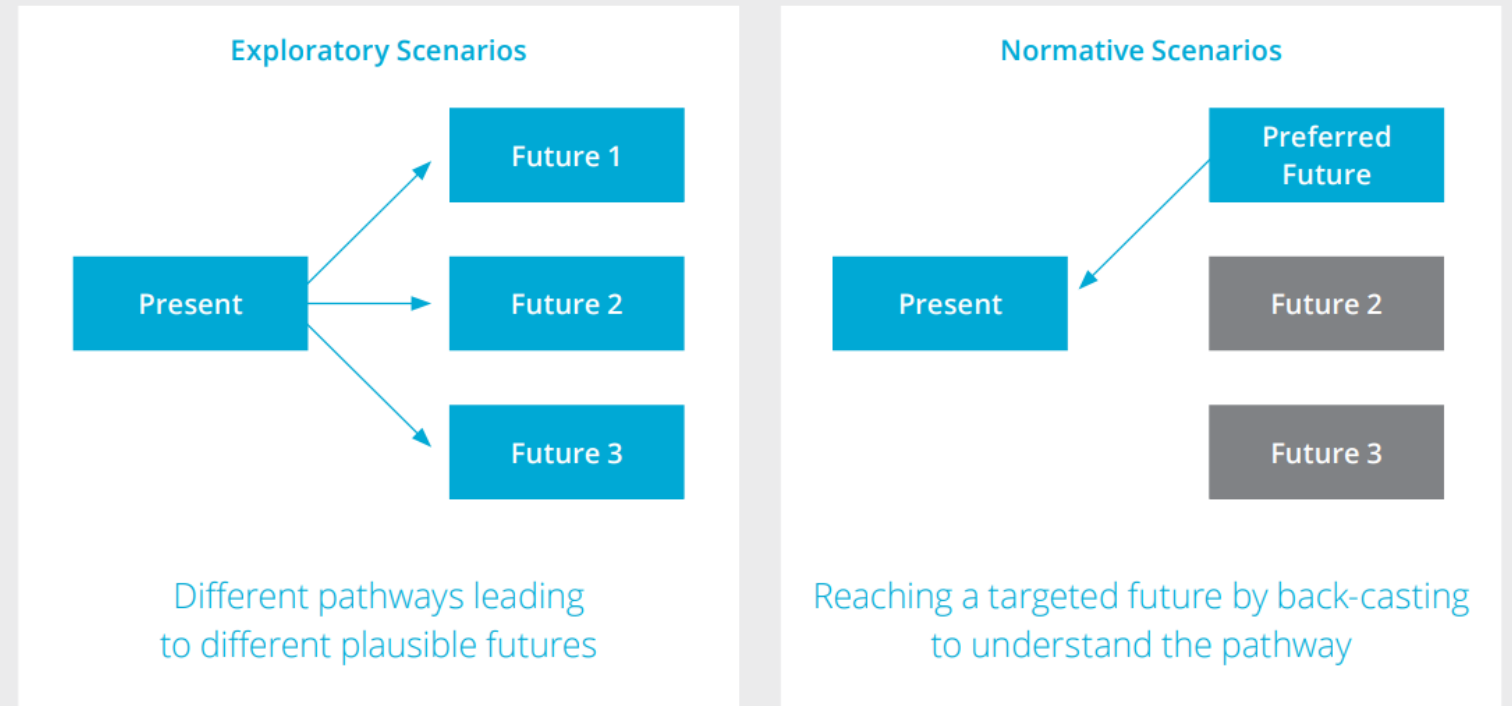 Exploratory Scenarios
Future 1
Present
Future 2
Future 3
Different pathways leading
to different plausible futures
Normative Scenarios
Preferred
Future
Present
Future 2
Future 3
Reaching a targeted future by back-casting
to understand the pathway